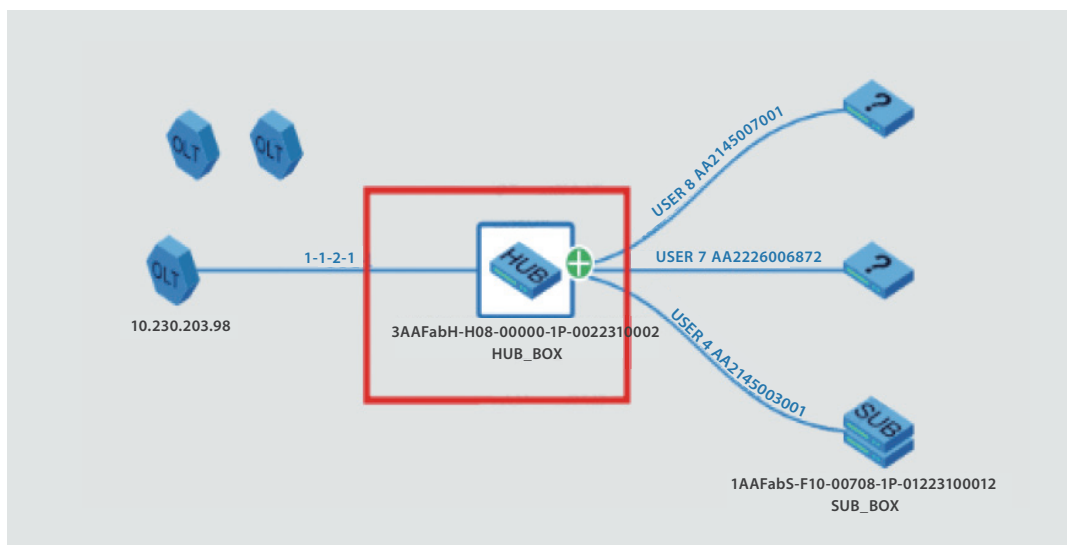 OLT
OLT
OLT
10.230.203.98
1-1-2-1
HUB
3AAFabH-H08-00000-1P-0022310002
HUB_BOX
USER 8 AA2145007001
?
USER 7 AA2226006872
?
USER 4 AA2145003001
SUB
1AAFabS-F10-00708-1P-01223100012
SUB_BOX